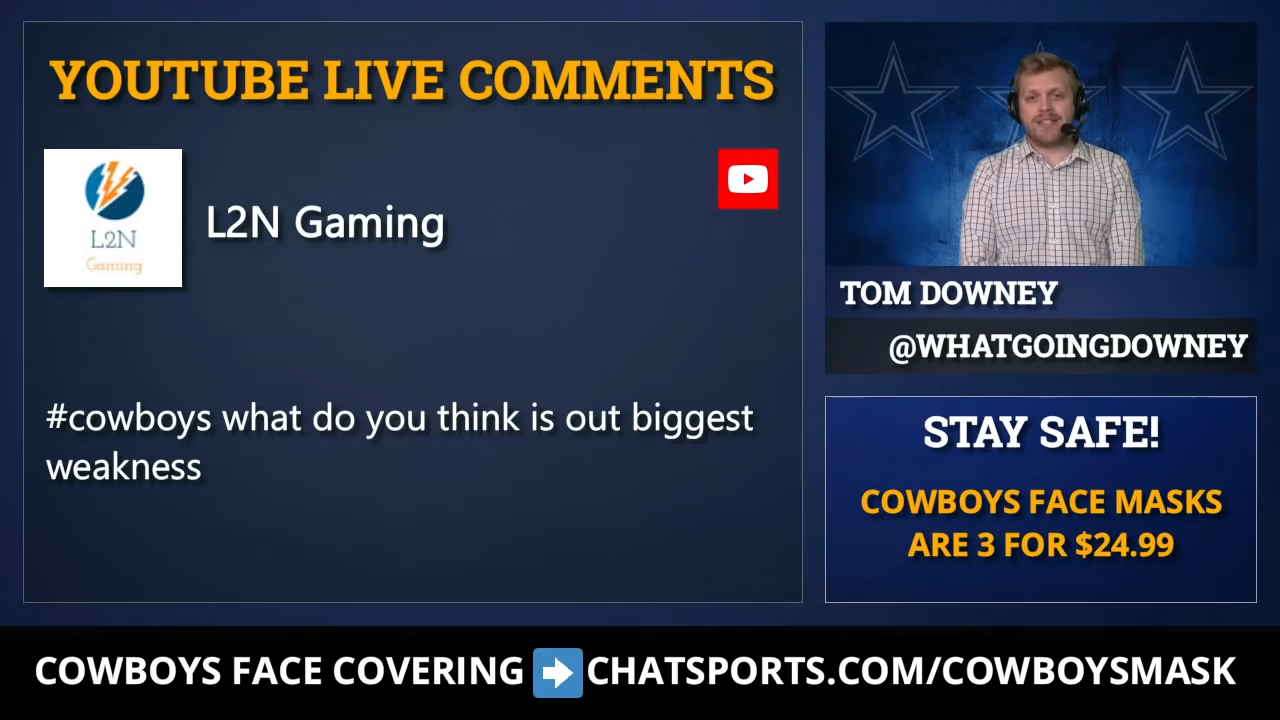 YOUTUBE LIVE COMMENTS
L2N
Gaming
L2N Gaming
#cowboys what do you think is out biggest
weakness
TOM DOWNEY
@WHATGOINGDOWNEY
STAY SAFE!
COWBOYS FACE MASKS
ARE 3 FOR $24.99
COWBOYS FACE COVERING ➡ CHATSPORTS.COM/COWBOYSMASK